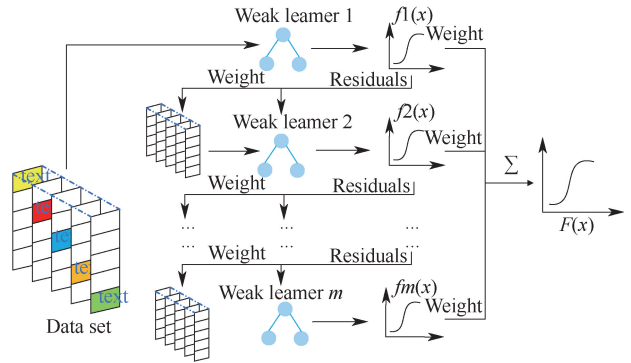 Weak leamer 1
f1(x)
Weight
Weight
Residuals
f2(x)
Weak leamer 2
Weight
text
te
te
te
text
Weight
Residuals
Σ
F(x)
... ... ...
... ... ...
Weight
Residuals
Weak leamer m
fm(x)
Weight
Data set